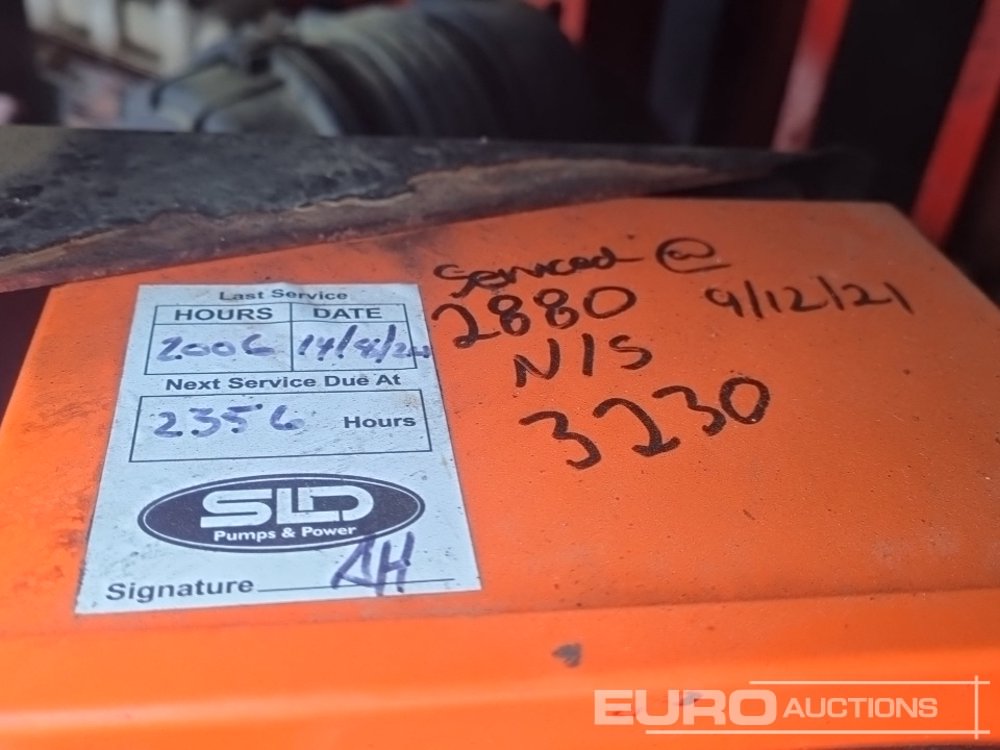 Last Service
HOURS DATE
2006 14/8/20
Next Service Due At
2356 Hours
SLD
Pumps & Power
Signature AH
Serviced @
2880 9/12/21
N/S
3230
EURO AUCTIONS